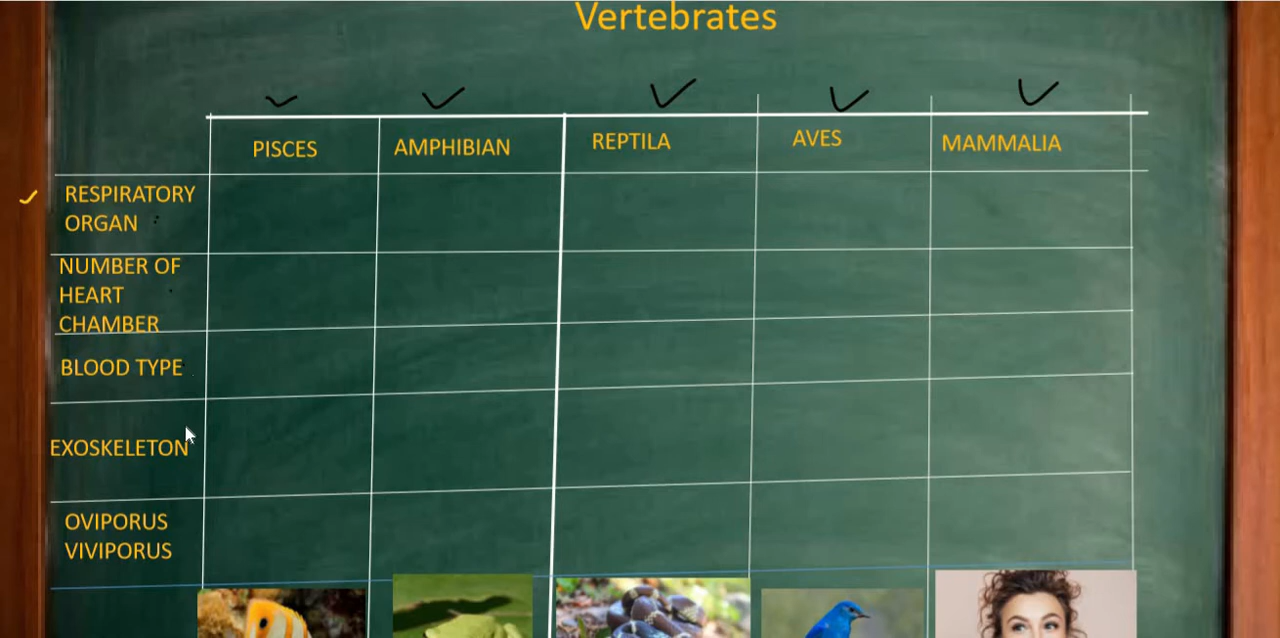 Vertebrates
PISCES
AMPHIBIAN
REPTILA
AVES
MAMMALIA
RESPIRATORY
ORGAN
NUMBER OF
HEART
CHAMBER
BLOOD TYPE
EXOSKELETON
OVIPORUS
VIVIPORUS